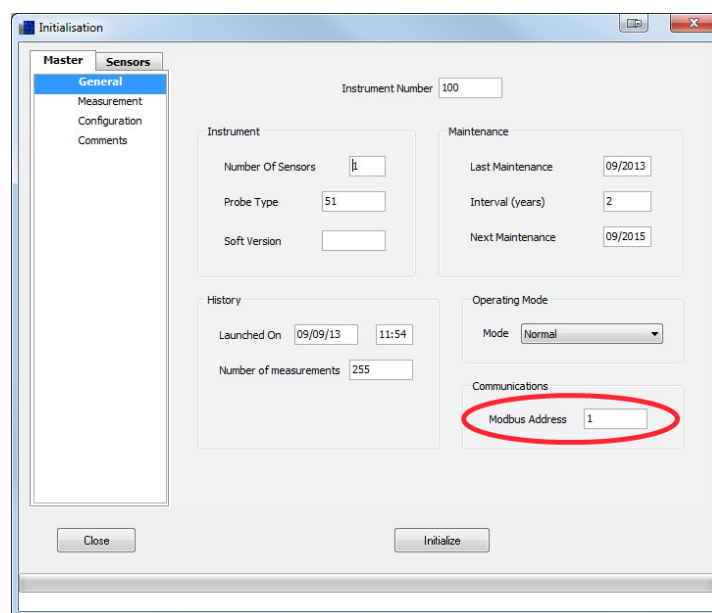 Initialisation
Master Sensors
General
Measurement
Configuration
Comments
Instrument Number 100
Instrument
Number Of Sensors 1
Probe Type 51
Soft Version
Maintenance
Last Maintenance 09/2013
Interval (years) 2
Next Maintenance 09/2015
History
Launched On 09/09/13 11:54
Number of measurements 255
Operating Mode
Mode Normal
Communications
Modbus Address 1
Close Initialize